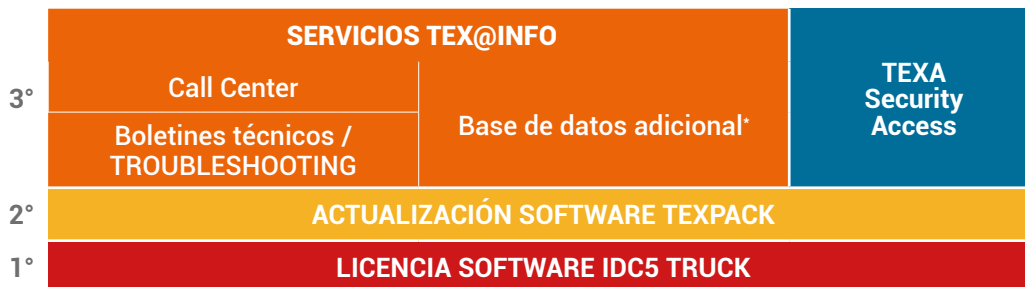 SERVICIOS TEX@INFO
3°
Call Center
Boletines técnicos /
TROUBLESHOOTING
Base de datos adicional*
TEXA
Security
Access
2°
ACTUALIZACIÓN SOFTWARE TEXPACK
1°
LICENCIA SOFTWARE IDC5 TRUCK